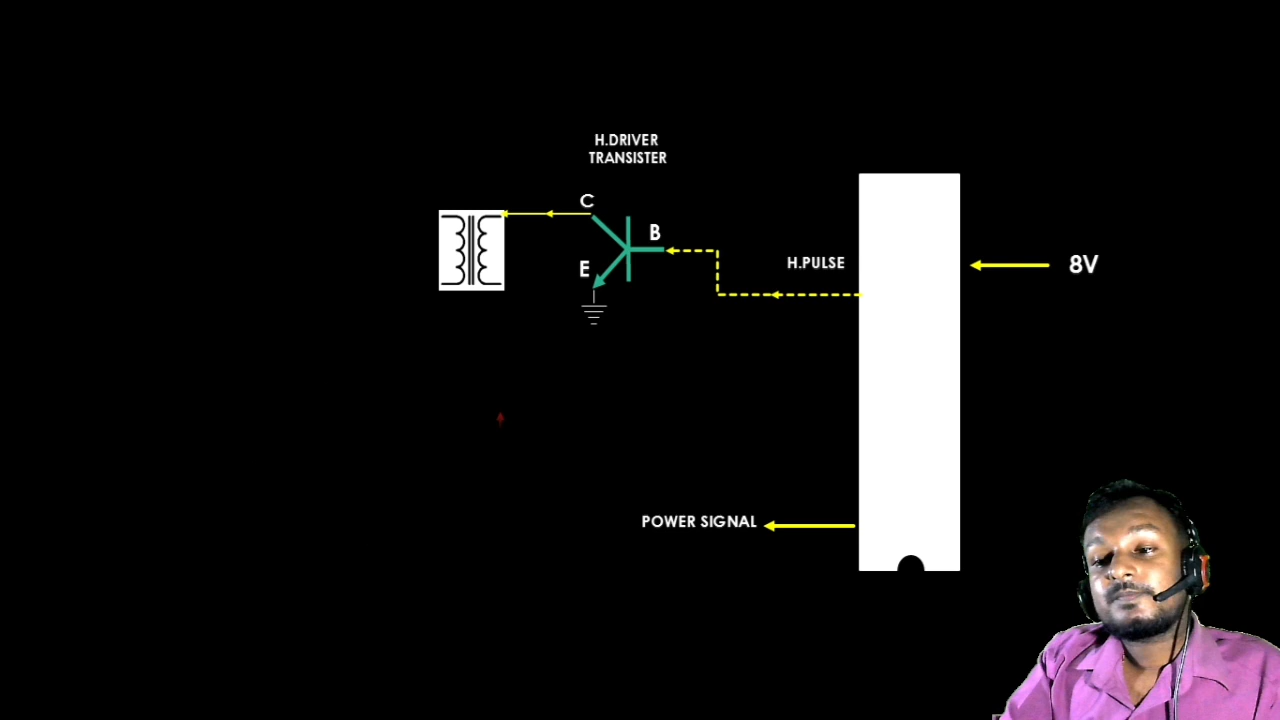 H.DRIVER
TRANSISTER
C
B
E
H.PULSE
8V
POWER SIGNAL